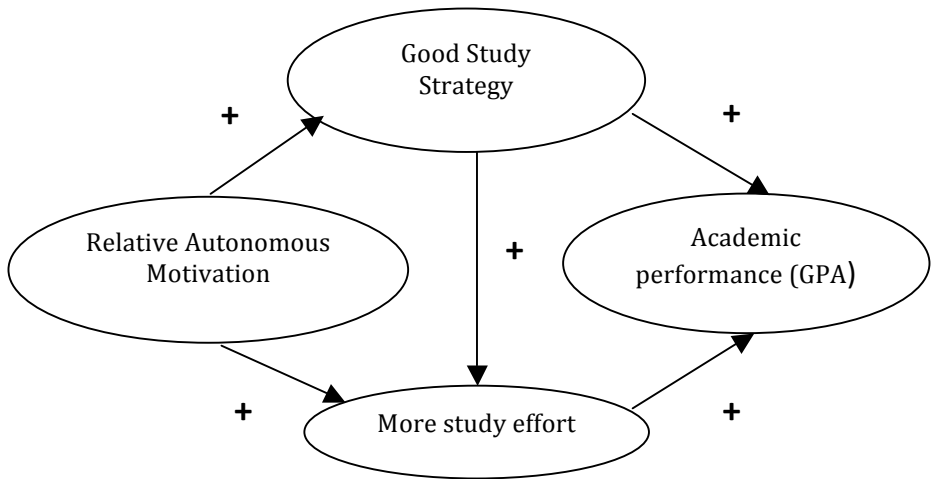 Good Study
Strategy
+
+
Relative Autonomous
Motivation
+
Academic
performance (GPA)
+
More study effort
+